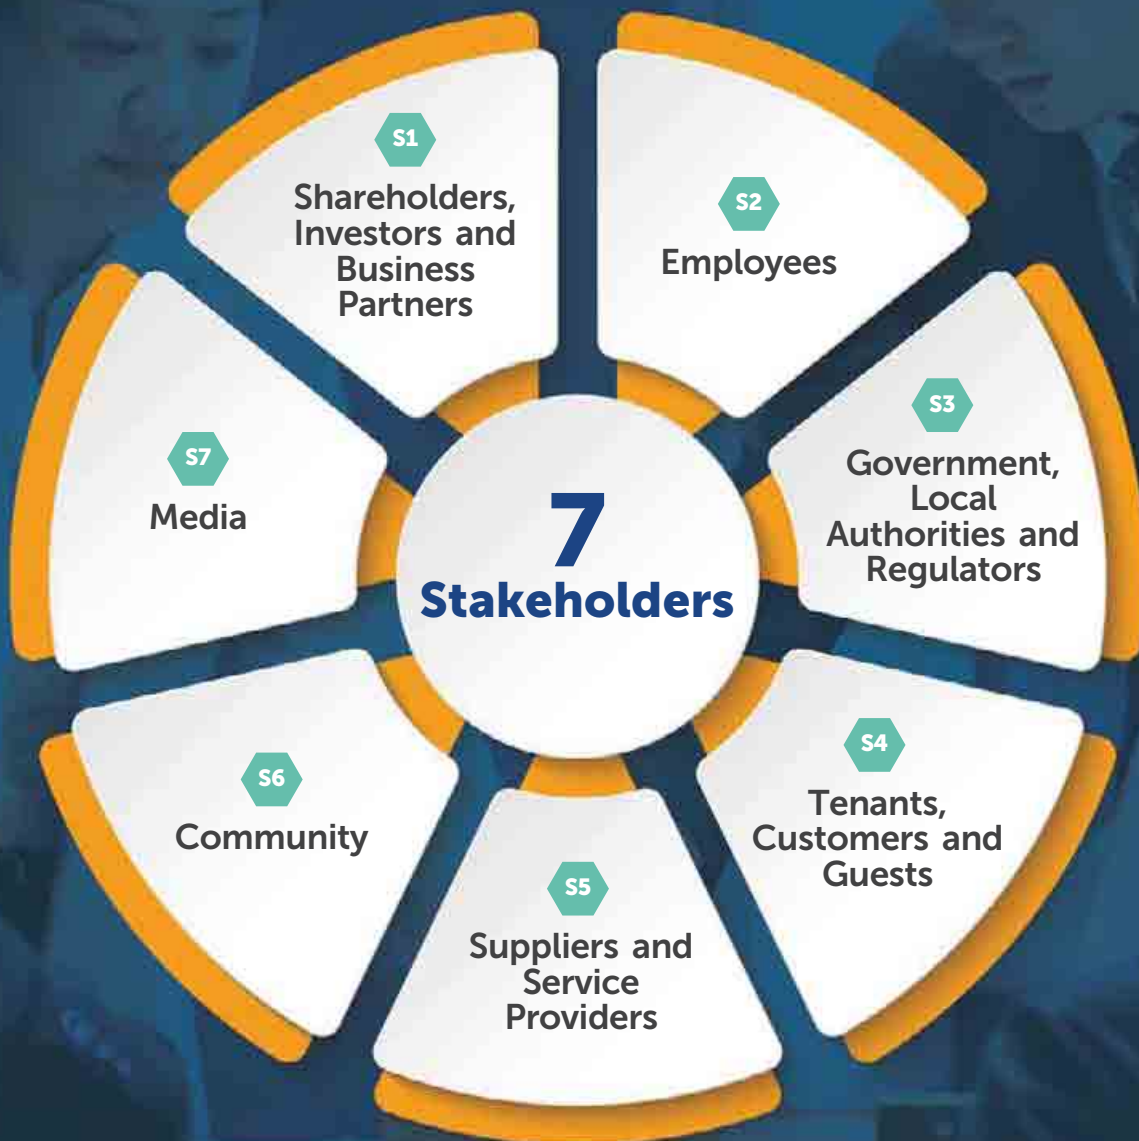 S1
Shareholders,
Investors and
Business
Partners
S2
Employees
S3
Government,
Local
Authorities and
Regulators
S4
Tenants,
Customers and
Guests
S5
Suppliers and
Service
Providers
S6
Community
S7
Media
7
Stakeholders